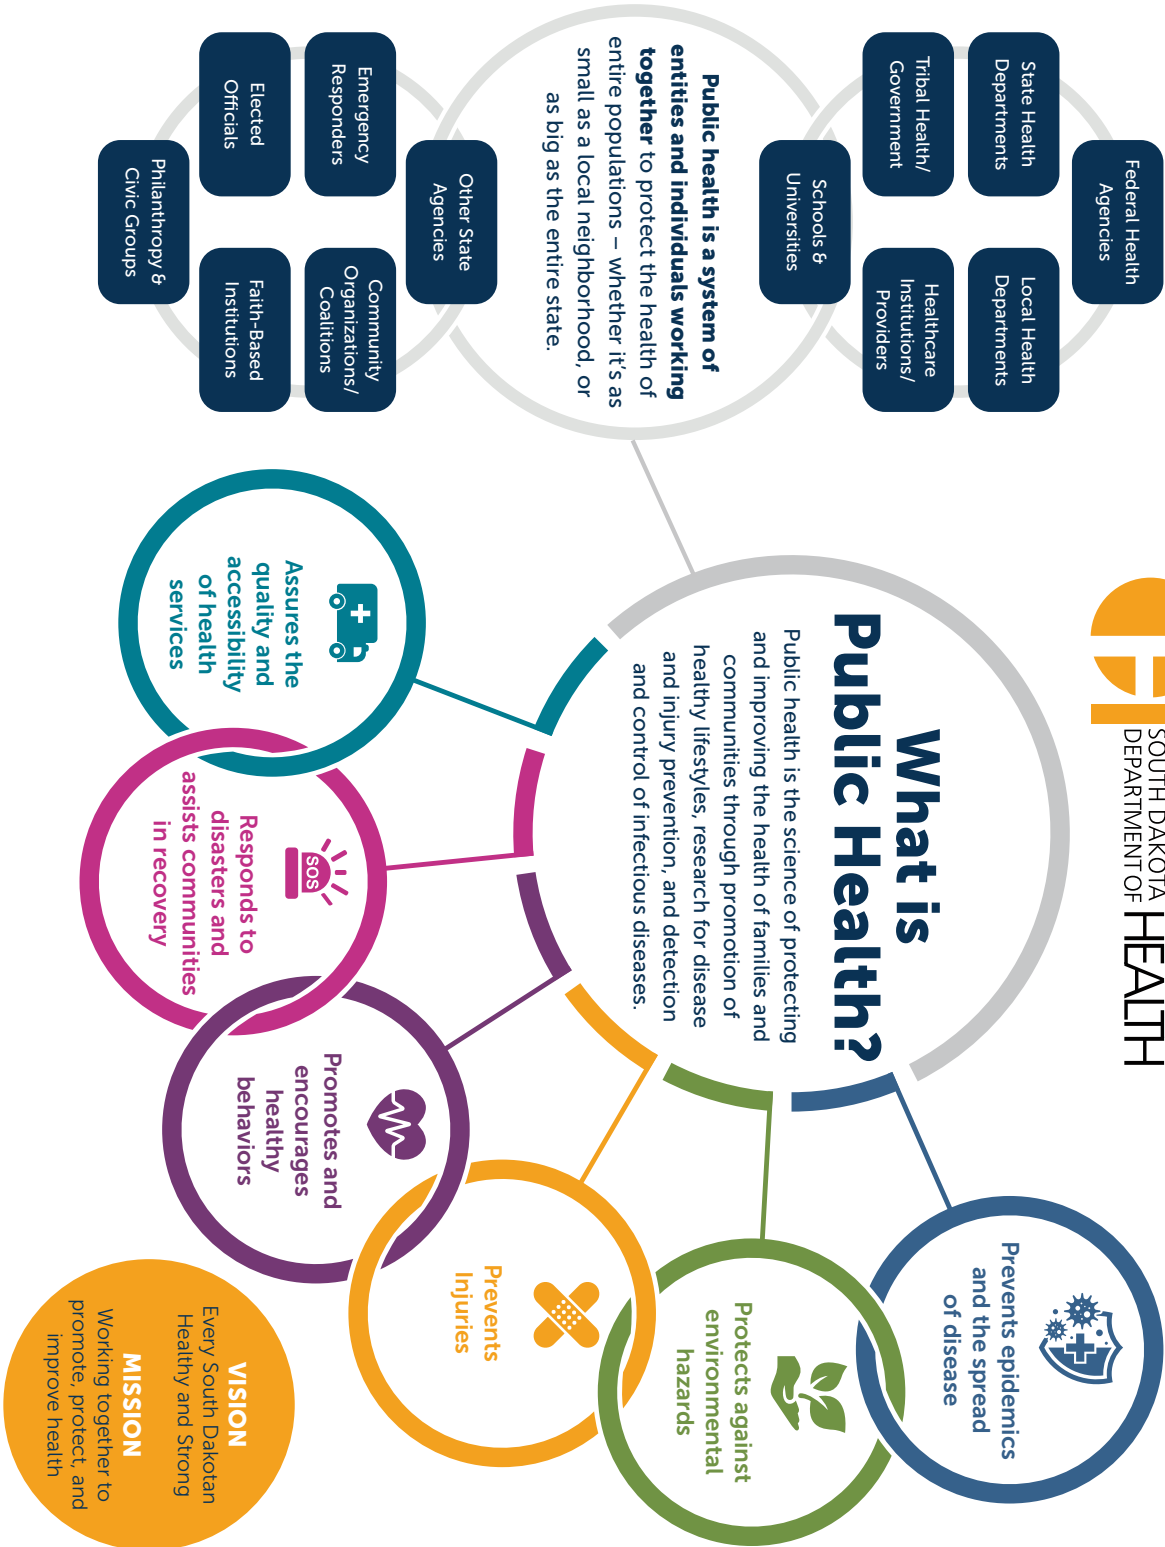 SOUTH DAKOTA
DEPARTMENT OF HEALTH
Federal Health
Agencies
State Health
Departments
Local Health
Departments
Tribal Health/
Government
Healthcare
Institutions/
Providers
Schools &
Universities
Public health is a system of
entities and individuals working
together to protect the health of
entire populations – whether it's as
small as a local neighborhood, or
as big as the entire state.
Other State
Agencies
Emergency
Responders
Community
Organizations/
Coalitions
Elected
Officials
Faith-Based
Institutions
Philanthropy &
Civic Groups
What is
Public Health?
Public health is the science of protecting
and improving the health of families and
communities through promotion of
healthy lifestyles, research for disease
and injury prevention, and detection
and control of infectious diseases.
Prevents epidemics
and the spread
of disease
Protects against
environmental
hazards
Prevents
Injuries
Promotes and
encourages
healthy
behaviors
SOS
Responds to
disasters and
assists communities
in recovery
Assures the
quality and
accessibility
of health
services
VISION
Every South Dakotan
Healthy and Strong
MISSION
Working together to
promote, protect, and
improve health